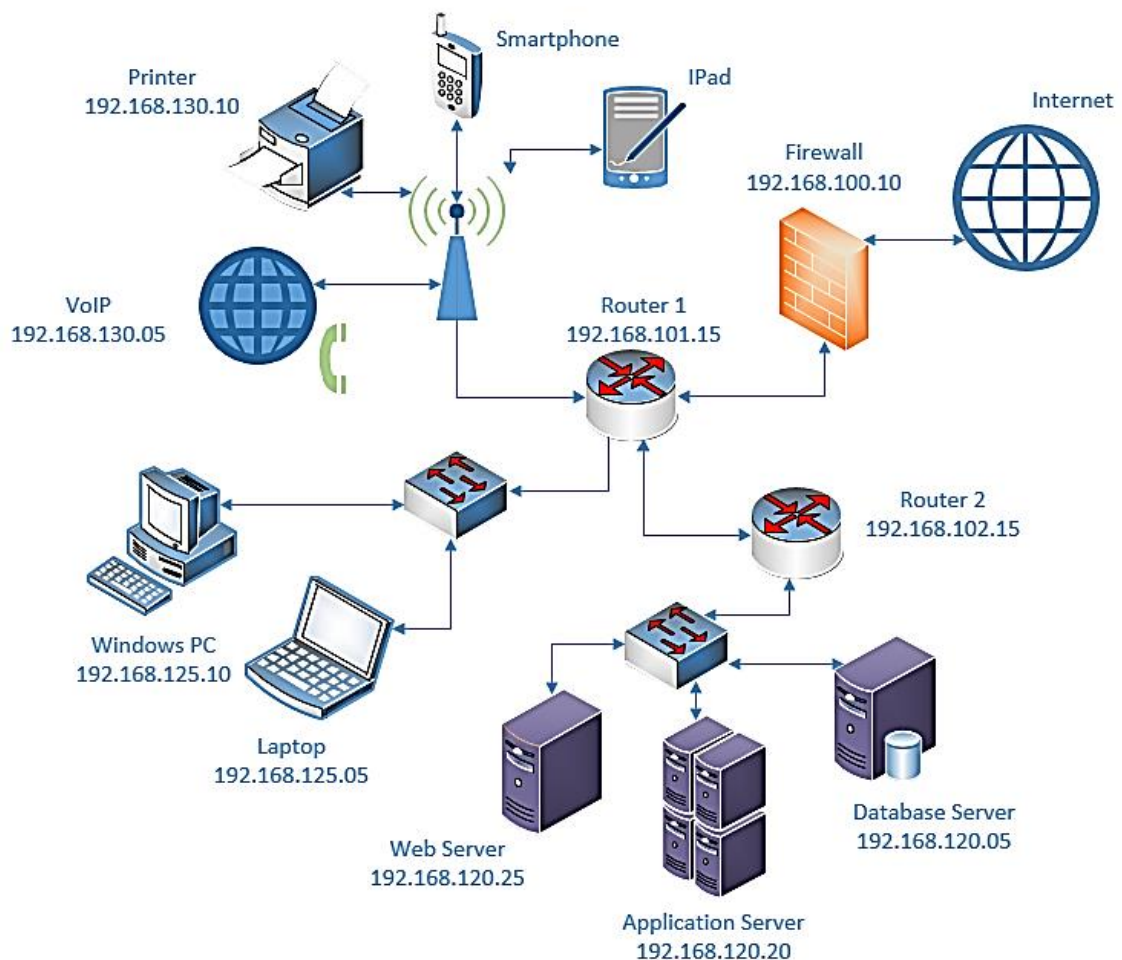 Smartphone
Printer
192.168.130.10
IPad
Internet
Firewall
192.168.100.10
VoIP
192.168.130.05
Router 1
192.168.101.15
Router 2
192.168.102.15
Windows PC
192.168.125.10
Laptop
192.168.125.05
Web Server
192.168.120.25
Database Server
192.168.120.05
Application Server
192.168.120.20